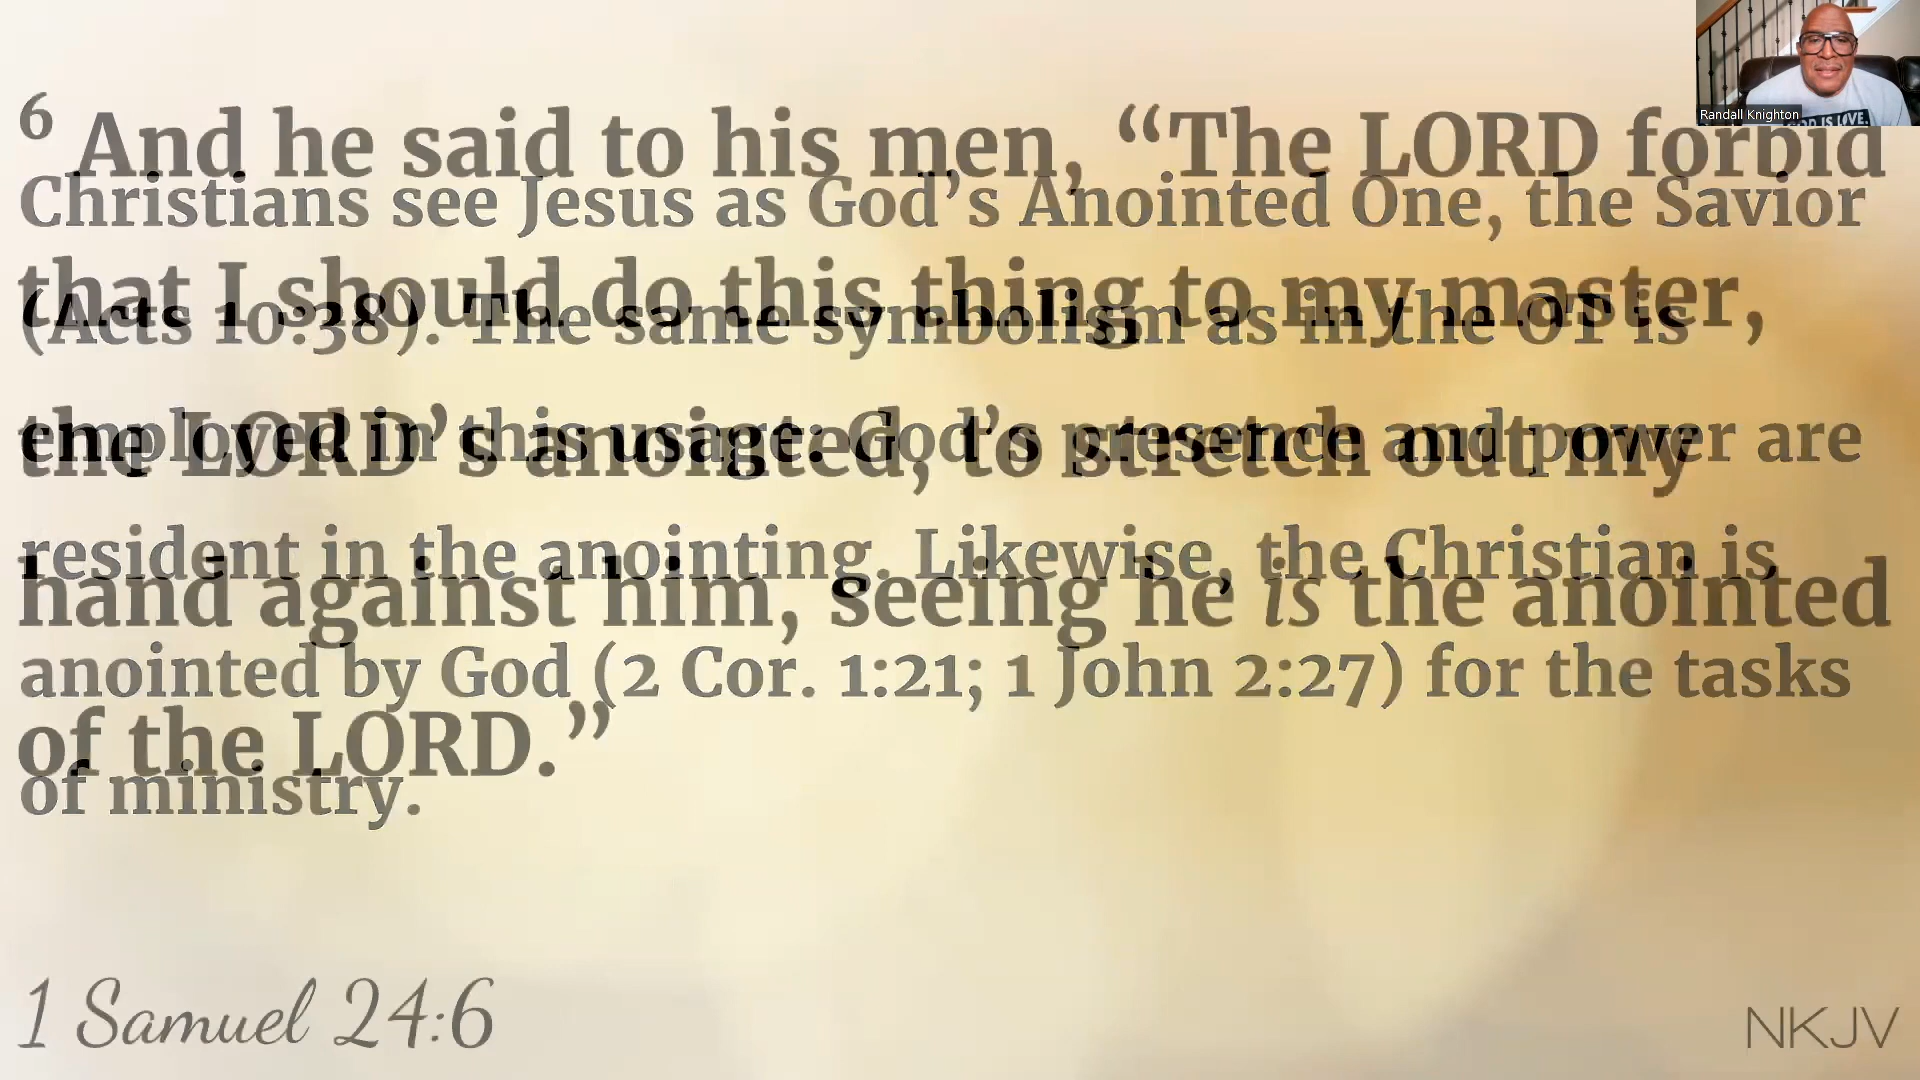 Randall Knighton
GOD IS LOVE.
6 And he said to his men, “The LORD forbid
that I should do this thing to my master,
the LORD’s anointed, to stretch out my
hand against him, seeing he is the anointed
of the LORD.”
Christians see Jesus as God’s Anointed One, the Savior
(Acts 10:38). The same symbolism as in the OT is
employed in this usage: God’s presence and power are
resident in the anointing. Likewise, the Christian is
anointed by God (2 Cor. 1:21; 1 John 2:27) for the tasks
of ministry.
1 Samuel 24:6
NKJV